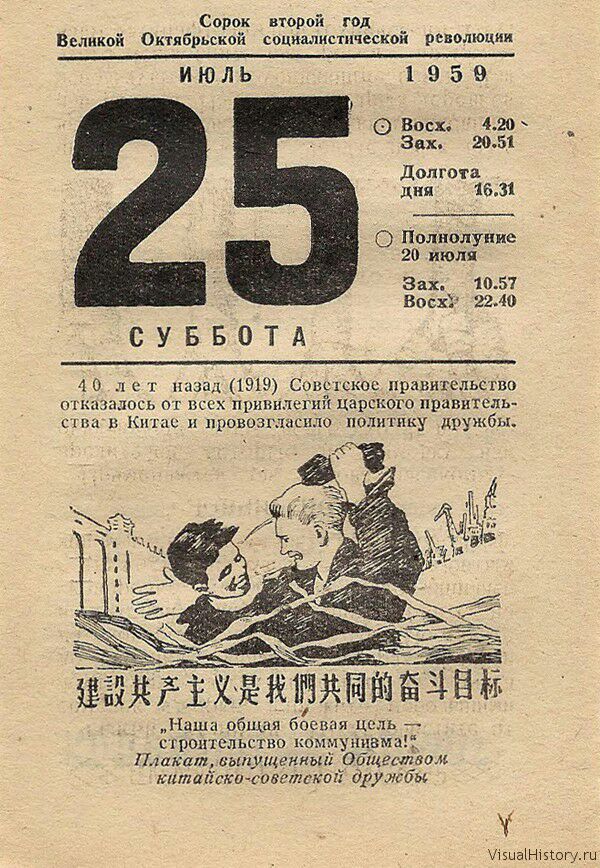 Сорок второй год
Великой Октябрьской социалистической революции
ИЮЛЬ 1959
25
Восх. 4.20
Зах. 20.51
Долгота
дня 16.31
Полнолуние
20 июля
Зах. 10.57
Восх. 22.40
СУББОТА
40 лет назад (1919) Советское правительство
отказалось от всех привилегий царского правитель-
ства в Китае и провозгласило политику дружбы.
建設共产主义·是我們共同的奋斗目标
„Наша общая боевая цель —
строительство коммунизма!“
Плакат, выпущенный Обществом
китайско-советской дружбы
VisualHistory.ru